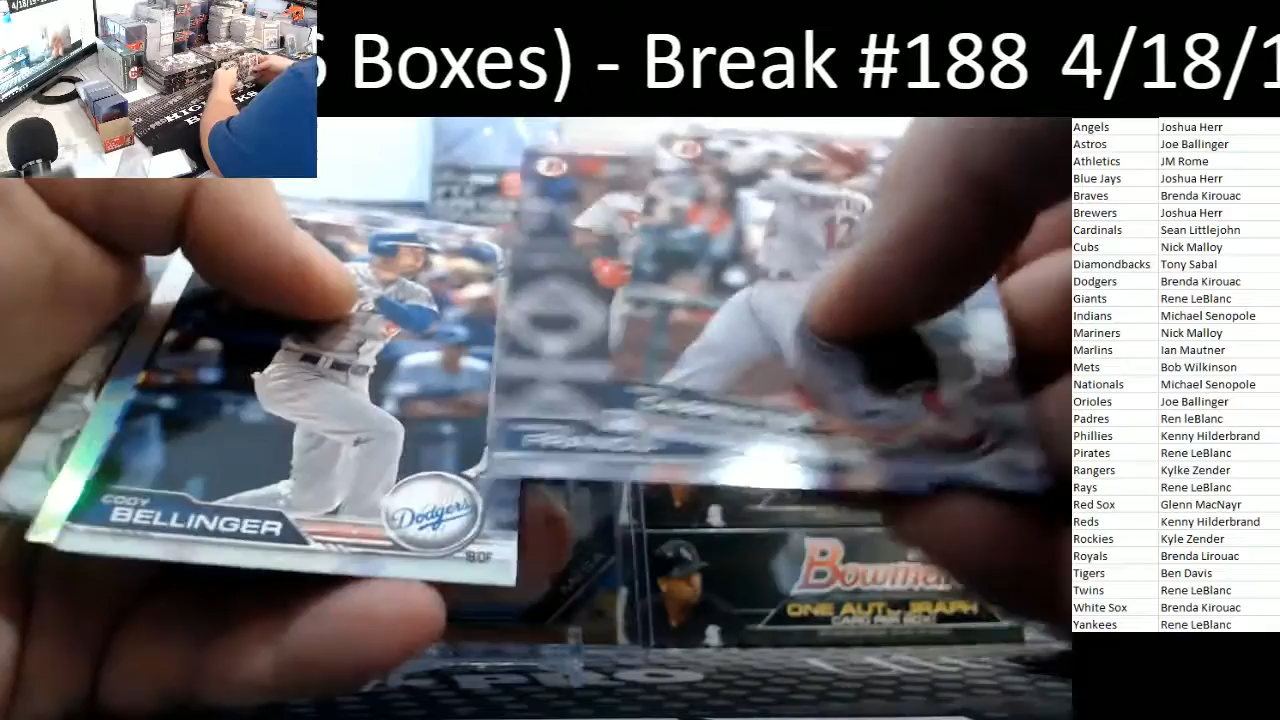 6 Boxes) - Break #188 4/18/1
4/18/19
Angels Joshua Herr
Astros Joe Ballinger
Athletics JM Rome
Blue Jays Joshua Herr
Braves Brenda Kirouac
Brewers Joshua Herr
Cardinals Sean Littlejohn
Cubs Nick Malloy
Diamondbacks Tony Sabal
Dodgers Brenda Kirouac
Giants Rene LeBlanc
Indians Michael Senopole
Mariners Nick Malloy
Marlins Ian Mautner
Mets Bob Wilkinson
Nationals Michael Senopole
Orioles Joe Ballinger
Padres Ren leBlanc
Phillies Kenny Hilderbrand
Pirates Rene LeBlanc
Rangers Kylke Zender
Rays Rene LeBlanc
Red Sox Glenn MacNayr
Reds Kenny Hilderbrand
Rockies Kyle Zender
Royals Brenda Lirouac
Tigers Ben Davis
Twins Rene LeBlanc
White Sox Brenda Kirouac
Yankees Rene LeBlanc
12
CODY
BELLINGER
Dodgers
Bowman
ONE AUTOGRAPH
CARD PER BOX!